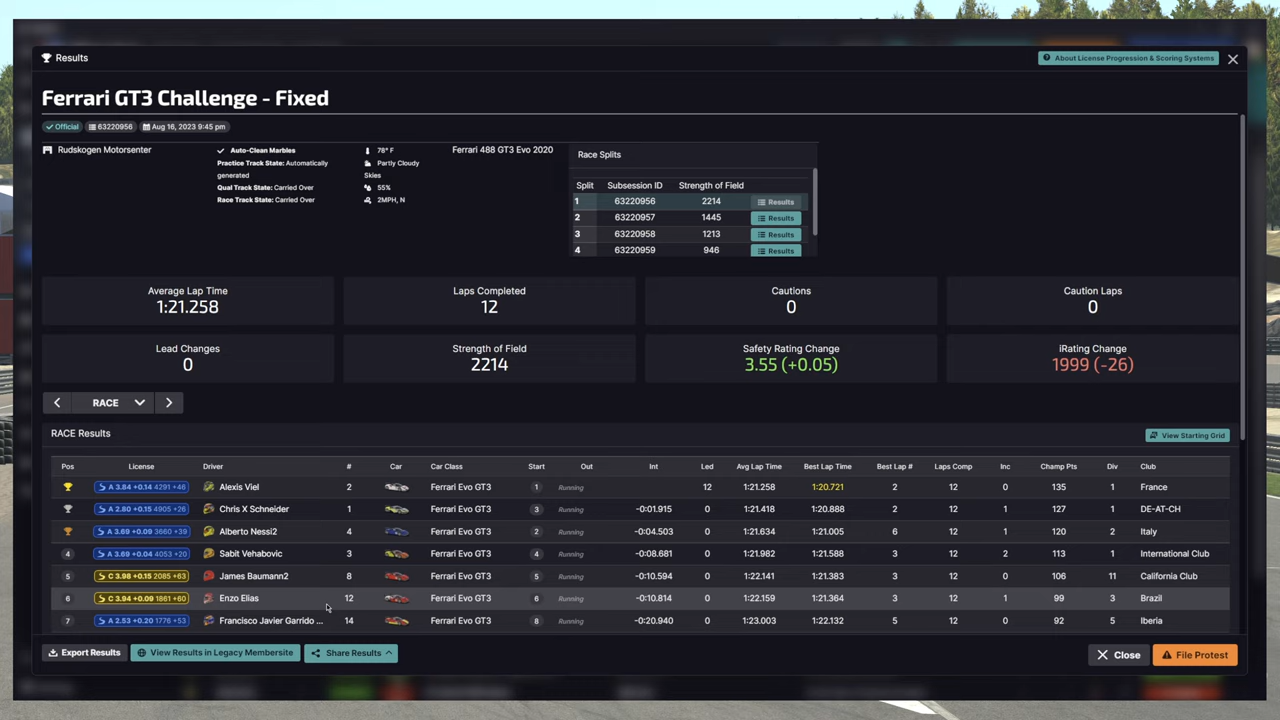 Results
About License Progression & Scoring Systems
Ferrari GT3 Challenge - Fixed
Official 63220956 Aug 16, 2023 9:45 pm
Rudskogen Motorsenter
Auto-Clean Marbles
Practice Track State: Automatically
generated
Qual Track State: Carried Over
Race Track State: Carried Over
78° F
Partly Cloudy
Skies
55%
2MPH, N
Ferrari 488 GT3 Evo 2020
Race Splits
Split Subsession ID Strength of Field
1 63220956 2214 Results
2 63220957 1445 Results
3 63220958 1213 Results
4 63220959 946 Results
Average Lap Time Laps Completed Cautions Caution Laps
1:21.258 12 0 0
Lead Changes Strength of Field Safety Rating Change iRating Change
0 2214 3.55 (+0.05) 1999 (-26)
RACE
RACE Results
View Starting Grid
Pos License Driver # Car Car Class Start Out Int Led Avg Lap Time Best Lap Time Best Lap # Laps Comp Inc Champ Pts Div Club
A 3.84 +0.14 4291 +46 Alexis Viel 2 Ferrari Evo GT3 1 Running 12 1:21.258 1:20.721 2 12 0 135 1 France
A 2.80 +0.15 4905 +26 Chris X Schneider 1 Ferrari Evo GT3 3 Running -0:01.915 0 1:21.418 1:20.888 2 12 1 127 1 DE-AT-CH
A 3.69 +0.09 3660 +39 Alberto Nessi2 4 Ferrari Evo GT3 2 Running -0:04.503 0 1:21.634 1:21.005 6 12 1 120 2 Italy
4 A 3.69 +0.04 4053 +20 Sabit Vehabovic 3 Ferrari Evo GT3 4 Running -0:08.681 0 1:21.982 1:21.588 3 12 2 113 1 International Club
5 C 3.98 +0.15 2085 +63 James Baumann2 8 Ferrari Evo GT3 5 Running -0:10.594 0 1:22.141 1:21.383 3 12 0 106 11 California Club
6 C 3.94 +0.09 1861 +60 Enzo Elias 12 Ferrari Evo GT3 6 Running -0:10.814 0 1:22.159 1:21.364 3 12 1 99 3 Brazil
7 A 2.53 +0.20 1776 +53 Francisco Javier Garrido ... 14 Ferrari Evo GT3 8 Running -0:20.940 0 1:23.003 1:22.132 5 12 0 92 5 Iberia
Export Results View Results in Legacy Membersite Share Results Close File Protest